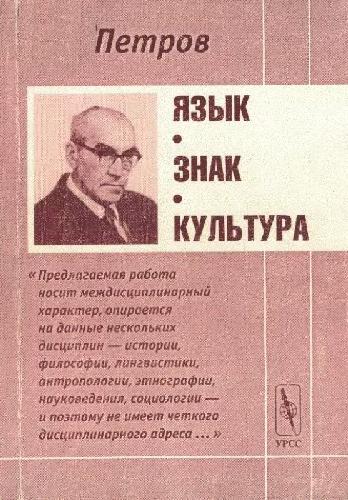 Петров
ЯЗЫК
•
ЗНАК
•
КУЛЬТУРА
«Предлагаемая работа
носит междисциплинарный
характер, опирается
на данные нескольких
дисциплин — истории,
философии, лингвистики,
антропологии, этнографии,
науковедения, социологии —
и поэтому не имеет четкого
дисциплинарного адреса ...»
УРСС